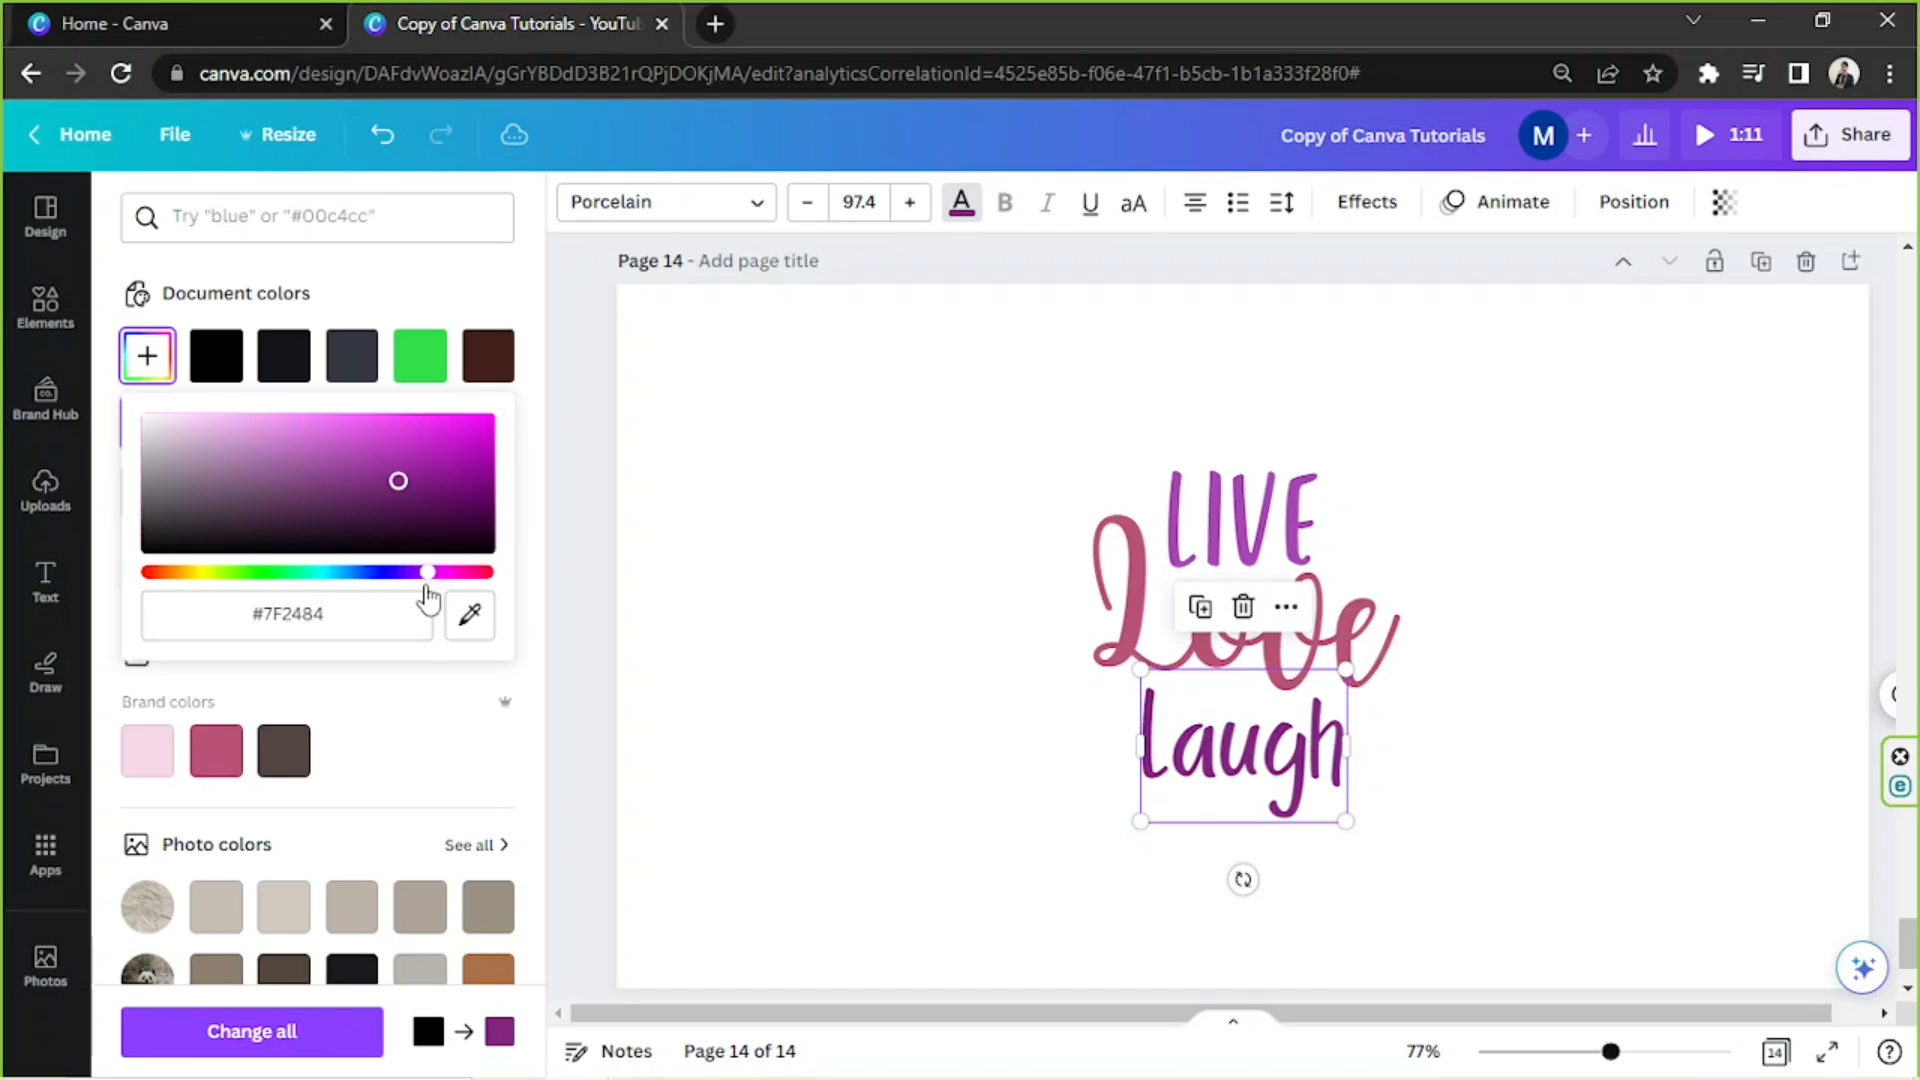 Home - Canva
Copy of Canva Tutorials - YouTu
canva.com/design/DAFdvWoazIA/gGrYBDdD3B21rQPjDOKjMA/edit?analyticsCorrelationId=4525e85b-f06e-47f1-b5cb-1b1a333f28f0#
Home File Resize Copy of Canva Tutorials M 1:11 Share
Design
Elements
Brand Hub
Uploads
Text
Draw
Projects
Apps
Photos
Try "blue" or "#00c4cc"
Document colors
#7F2484
Brand colors
Photo colors See all
Change all
Porcelain 97.4 A B I U aA Effects Animate Position
Page 14 - Add page title
LIVE
Love
Laugh
Notes Page 14 of 14 77% 14